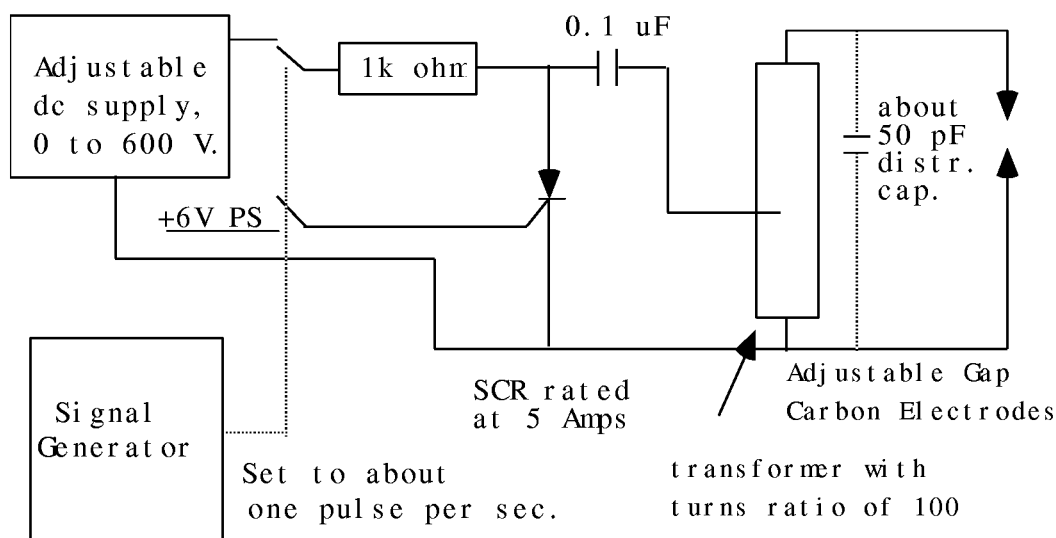 Adjustable
dc supply,
0 to 600 V.
1k ohm
0.1 uF
about
50 pF
distr.
cap.
+6V PS
Signal
Generator
Set to about
one pulse per sec.
SCR rated
at 5 Amps
Adjustable Gap
Carbon Electrodes
transformer with
turns ratio of 100